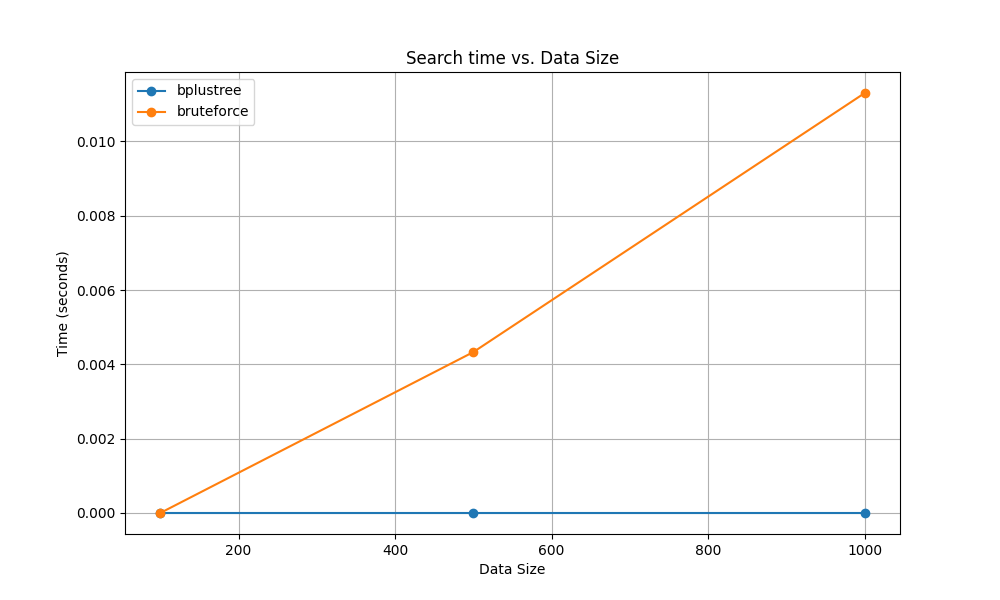 Search time vs. Data Size
bplustree
bruteforce
0.010
0.008
0.006
0.004
0.002
0.000
Time (seconds)
200 400 600 800 1000
Data Size